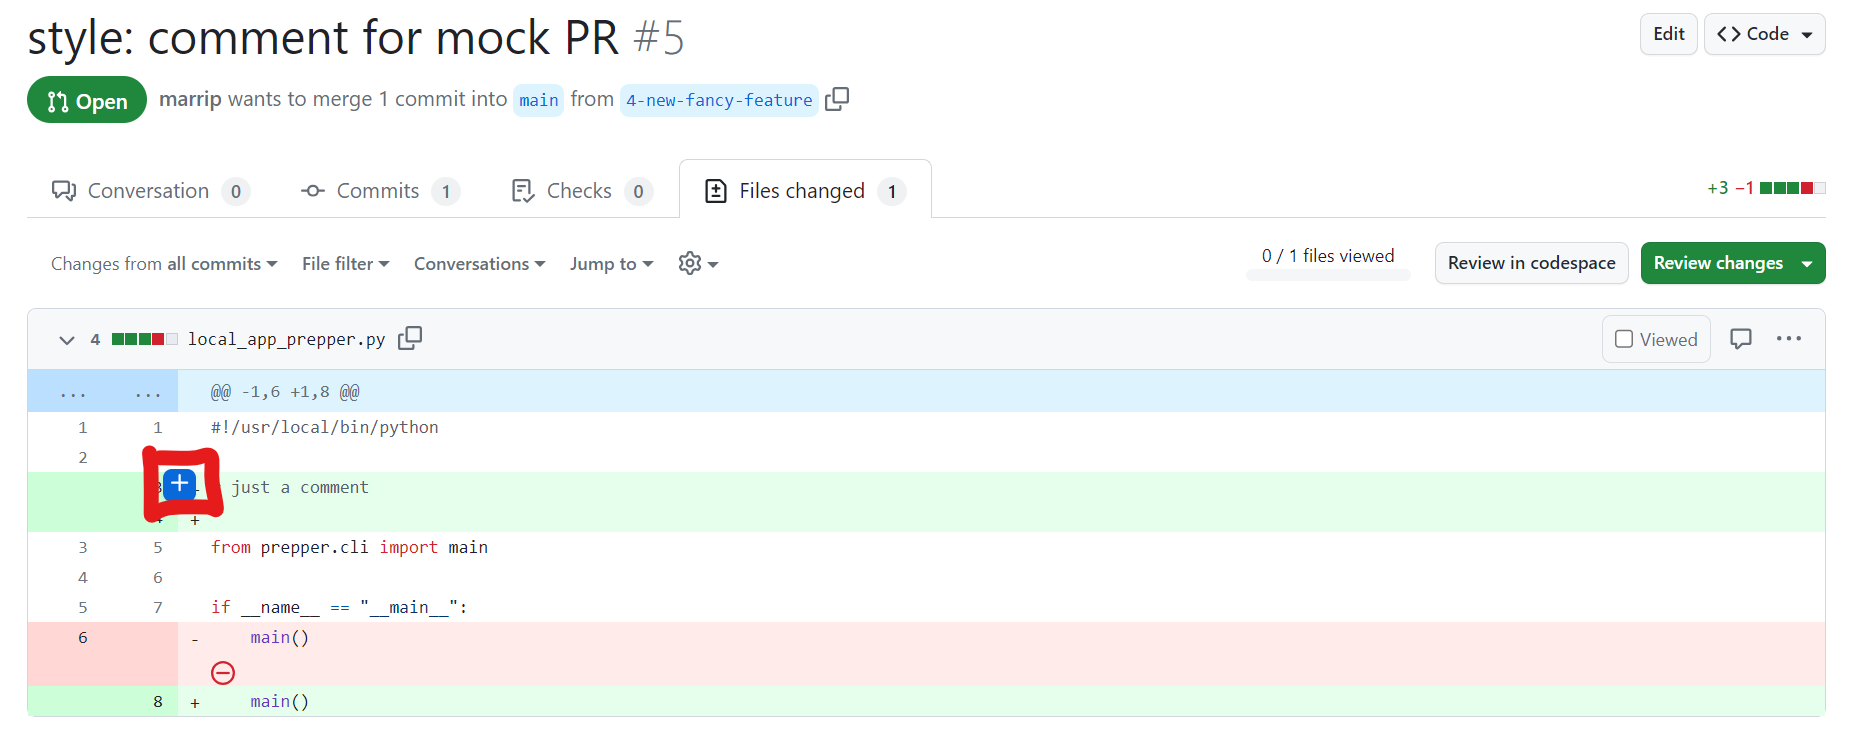 style: comment for mock PR #5
Edit
<> Code
Open
marrip wants to merge 1 commit into main from 4-new-fancy-feature
Conversation 0
Commits 1
Checks 0
Files changed 1
+3 −1
Changes from all commits
File filter
Conversations
Jump to
0 / 1 files viewed
Review in codespace
Review changes
4 local_app_prepper.py
Viewed
... ... @@ -1,6 +1,8 @@
1 1 #!/usr/local/bin/python
2
3 + just a comment
4 +
3 5 from prepper.cli import main
4 6
5 7 if __name__ == "__main__":
6 - main()
8 + main()